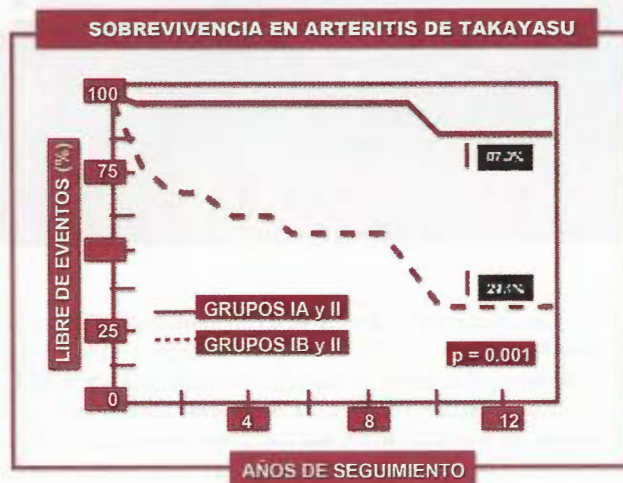 SOBREVIVENCIA EN ARTERITIS DE TAKAYASU
LIBRE DE EVENTOS (%)
100
75
25
0
GRUPOS IA y II
GRUPOS IB y II
p = 0.001
4
8
12
AÑOS DE SEGUIMIENTO